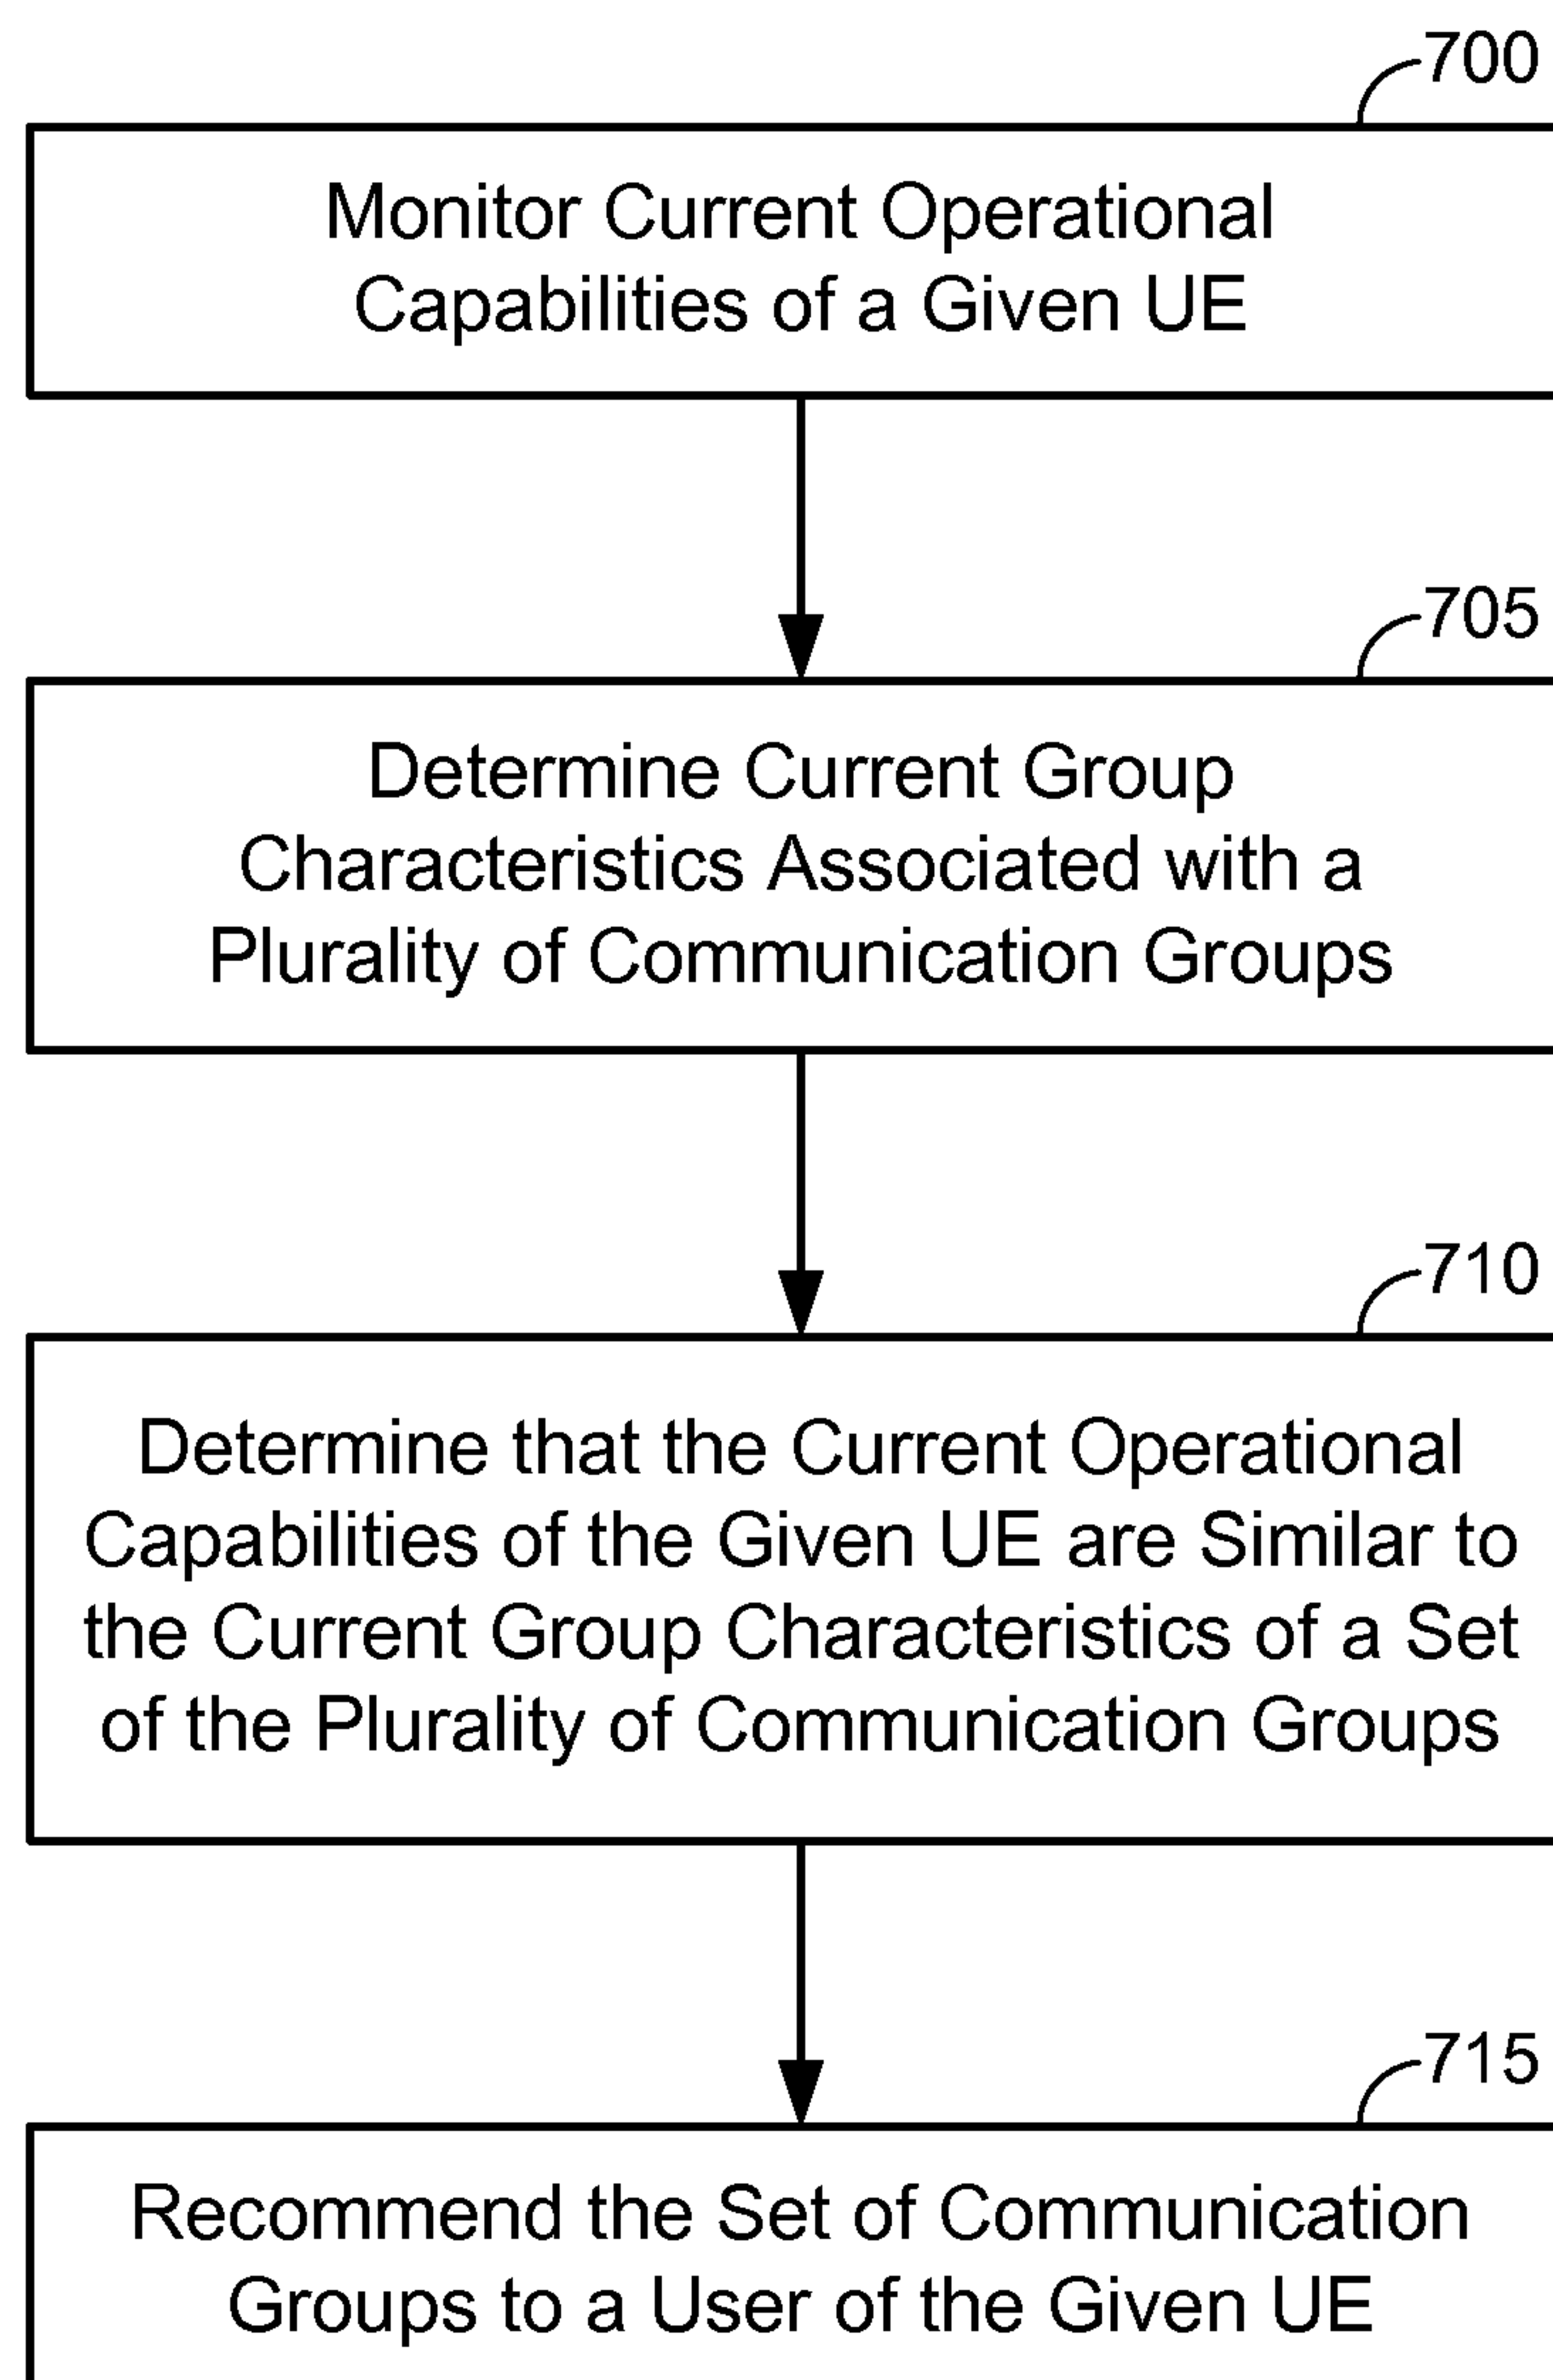 700
Monitor Current Operational
Capabilities of a Given UE
705
Determine Current Group
Characteristics Associated with a
Plurality of Communication Groups
710
Determine that the Current Operational
Capabilities of the Given UE are Similar to
the Current Group Characteristics of a Set
of the Plurality of Communication Groups
715
Recommend the Set of Communication
Groups to a User of the Given UE